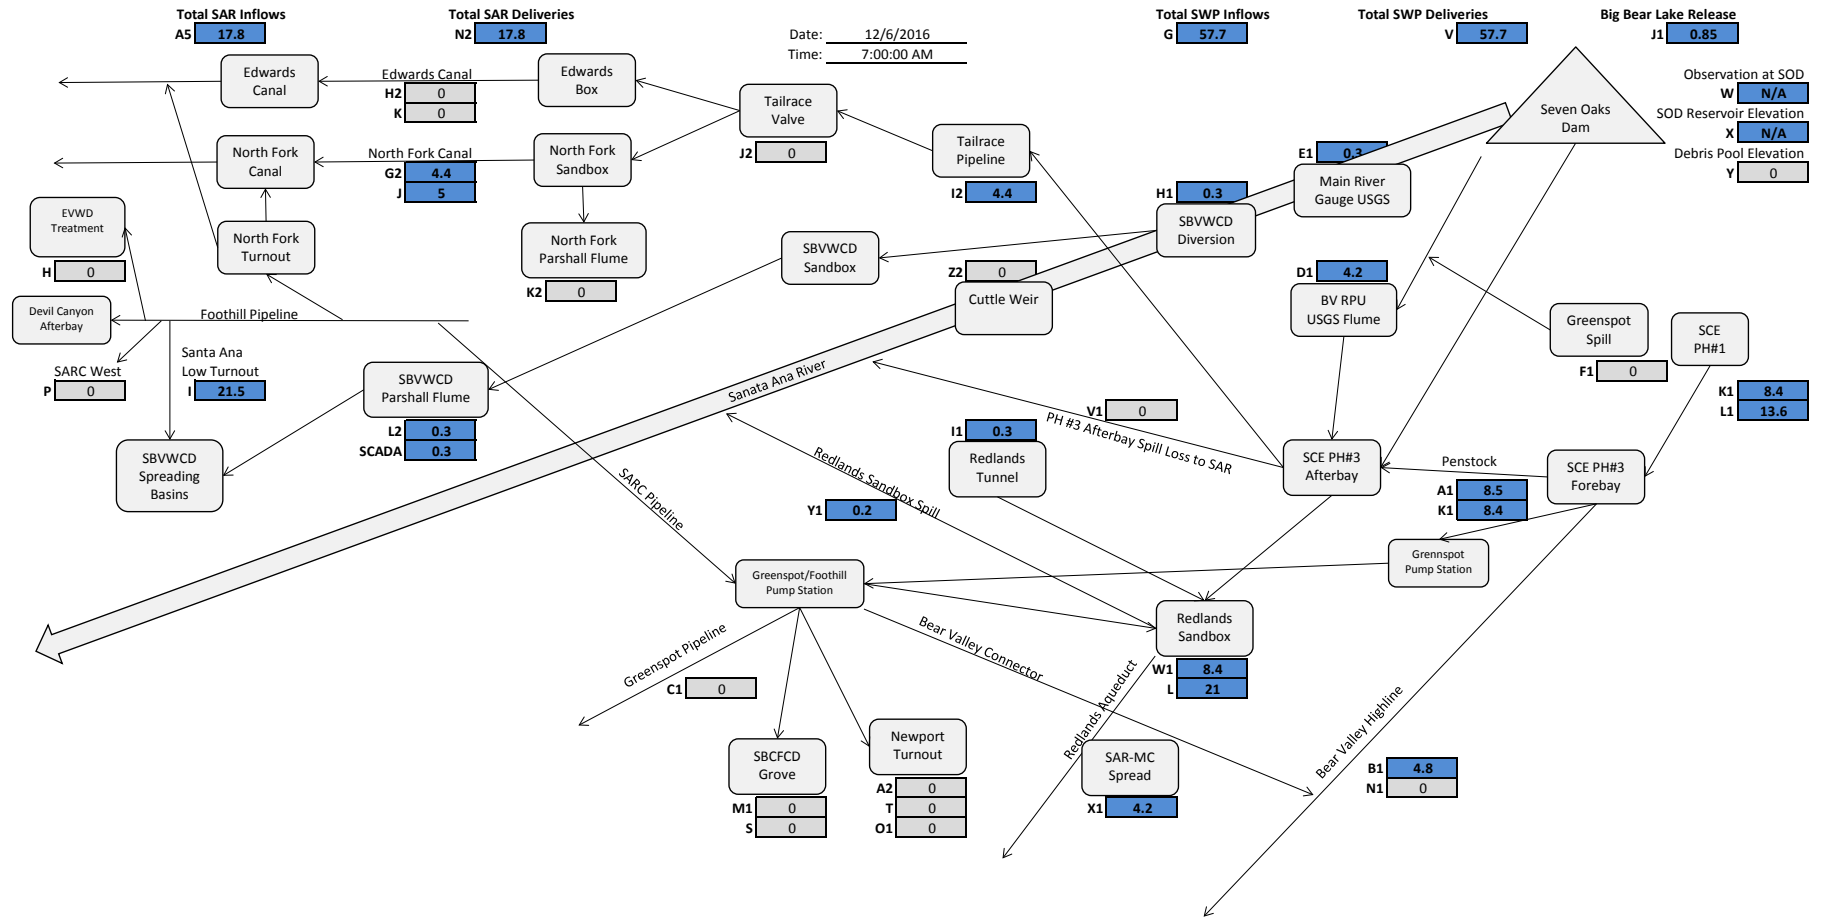 Total SAR Inflows
A5 17.8
Total SAR Deliveries
N2 17.8
Date: 12/6/2016
Time: 7:00:00 AM
Total SWP Inflows
G 57.7
Total SWP Deliveries
V 57.7
Big Bear Lake Release
J1 0.85
Edwards
Canal
Edwards Canal
H2 0
K 0
Edwards
Box
Tailrace
Valve
J2 0
Tailrace
Pipeline
I2 4.4
Seven Oaks
Dam
Observation at SOD
W N/A
SOD Reservoir Elevation
X N/A
Debris Pool Elevation
Y 0
North Fork
Canal
North Fork Canal
G2 4.4
J 5
North Fork
Sandbox
E1 0.3
Main River
Gauge USGS
H1 0.3
SBVWCD
Diversion
EVWD
Treatment
H 0
North Fork
Turnout
North Fork
Parshall Flume
K2 0
SBVWCD
Sandbox
Z2 0
Cuttle Weir
D1 4.2
BV RPU
USGS Flume
Greenspot
Spill
F1 0
SCE
PH#1
K1 8.4
L1 13.6
Devil Canyon
Afterbay
Foothill Pipeline
SARC West
P 0
Santa Ana
Low Turnout
I 21.5
SBVWCD
Parshall Flume
L2 0.3
SCADA 0.3
Sanata Ana River
V1 0
PH #3 Afterbay Spill Loss to SAR
SBVWCD
Spreading
Basins
SARC Pipeline
Redlands Sandbox Spill
Y1 0.2
I1 0.3
Redlands
Tunnel
SCE PH#3
Afterbay
Penstock
A1 8.5
K1 8.4
SCE PH#3
Forebay
Grennspot
Pump Station
Greenspot/Foothill
Pump Station
Redlands
Sandbox
W1 8.4
L 21
Greenspot Pipeline
C1 0
Bear Valley Connector
Redlands Aqueduct
Bear Valley Highline
SBCFCD
Grove
M1 0
S 0
Newport
Turnout
A2 0
T 0
O1 0
SAR-MC
Spread
X1 4.2
B1 4.8
N1 0